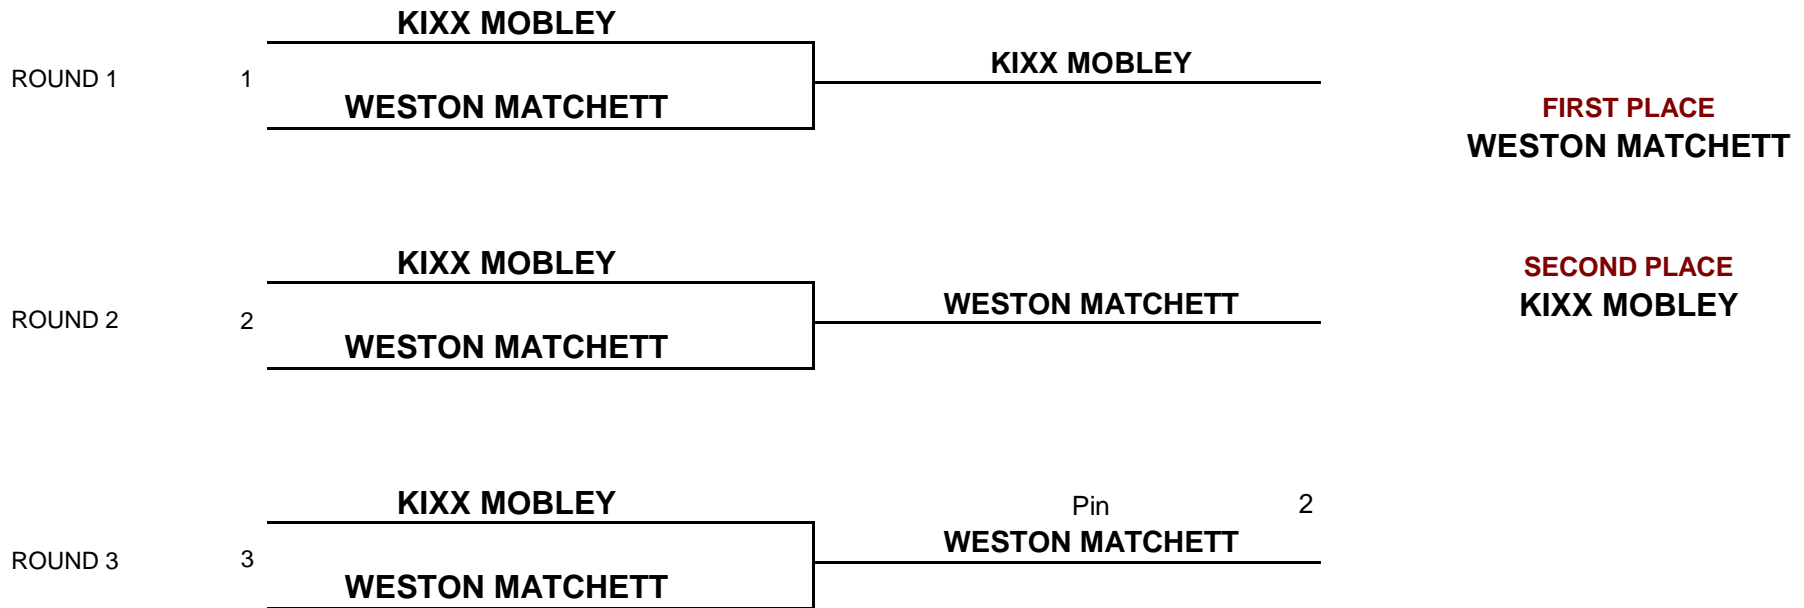 KIXX MOBLEY
ROUND 1 1 KIXX MOBLEY
WESTON MATCHETT
FIRST PLACE
WESTON MATCHETT
KIXX MOBLEY
ROUND 2 2 WESTON MATCHETT
WESTON MATCHETT
SECOND PLACE
KIXX MOBLEY
KIXX MOBLEY
Pin 2
ROUND 3 3 WESTON MATCHETT
WESTON MATCHETT